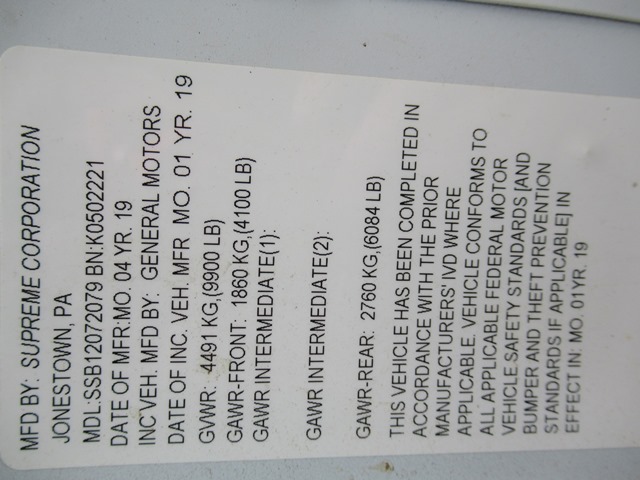 MFD BY: SUPREME CORPORATION
JONESTOWN, PA
MDL:SSB12072079 BN:K0502221
DATE OF MFR:MO. 04 YR. 19
INC'VEH. MFD BY: GENERAL MOTORS
DATE OF INC. VEH. MFR MO. 01 YR. 19
GVWR: 4491 KG,(9900 LB)
GAWR-FRONT: 1860 KG,(4100 LB)
GAWR INTERMEDIATE(1):
GAWR INTERMEDIATE(2):
GAWR-REAR: 2760 KG,(6084 LB)
THIS VEHICLE HAS BEEN COMPLETED IN
ACCORDANCE WITH THE PRIOR
MANUFACTURERS' IVD WHERE
APPLICABLE. VEHICLE CONFORMS TO
ALL APPLICABLE FEDERAL MOTOR
VEHICLE SAFETY STANDARDS [AND
BUMPER AND THEFT PREVENTION
STANDARDS IF APPLICABLE] IN
EFFECT IN: MO. 01YR. 19